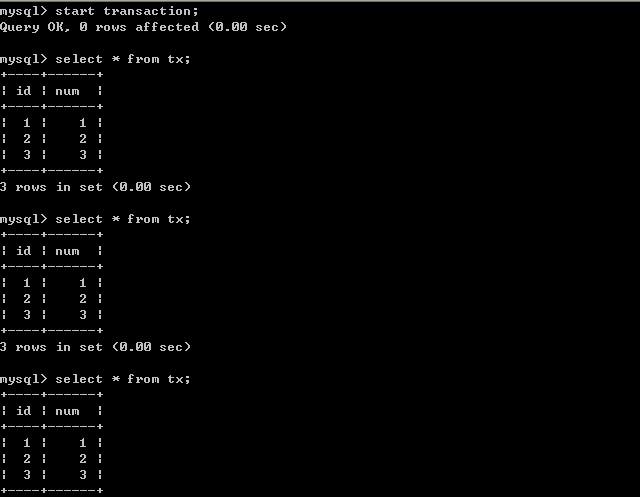 mysql> start transaction;
Query OK, 0 rows affected (0.00 sec)
mysql> select * from tx;
+----+------+
| id | num  |
+----+------+
|  1 |    1 |
|  2 |    2 |
|  3 |    3 |
+----+------+
3 rows in set (0.00 sec)
mysql> select * from tx;
+----+------+
| id | num  |
+----+------+
|  1 |    1 |
|  2 |    2 |
|  3 |    3 |
+----+------+
3 rows in set (0.00 sec)
mysql> select * from tx;
+----+------+
| id | num  |
+----+------+
|  1 |    1 |
|  2 |    2 |
|  3 |    3 |
+----+------+